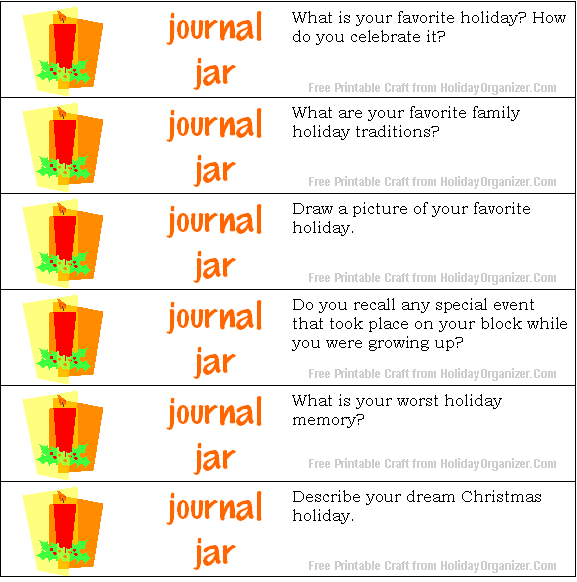 journal
jar
What is your favorite holiday? How
do you celebrate it?
Free Printable Craft from HolidayOrganizer.Com
journal
jar
What are your favorite family
holiday traditions?
Free Printable Craft from HolidayOrganizer.Com
journal
jar
Draw a picture of your favorite
holiday.
Free Printable Craft from HolidayOrganizer.Com
journal
jar
Do you recall any special event
that took place on your block while
you were growing up?
Free Printable Craft from HolidayOrganizer.Com
journal
jar
What is your worst holiday
memory?
Free Printable Craft from HolidayOrganizer.Com
journal
jar
Describe your dream Christmas
holiday.
Free Printable Craft from HolidayOrganizer.Com